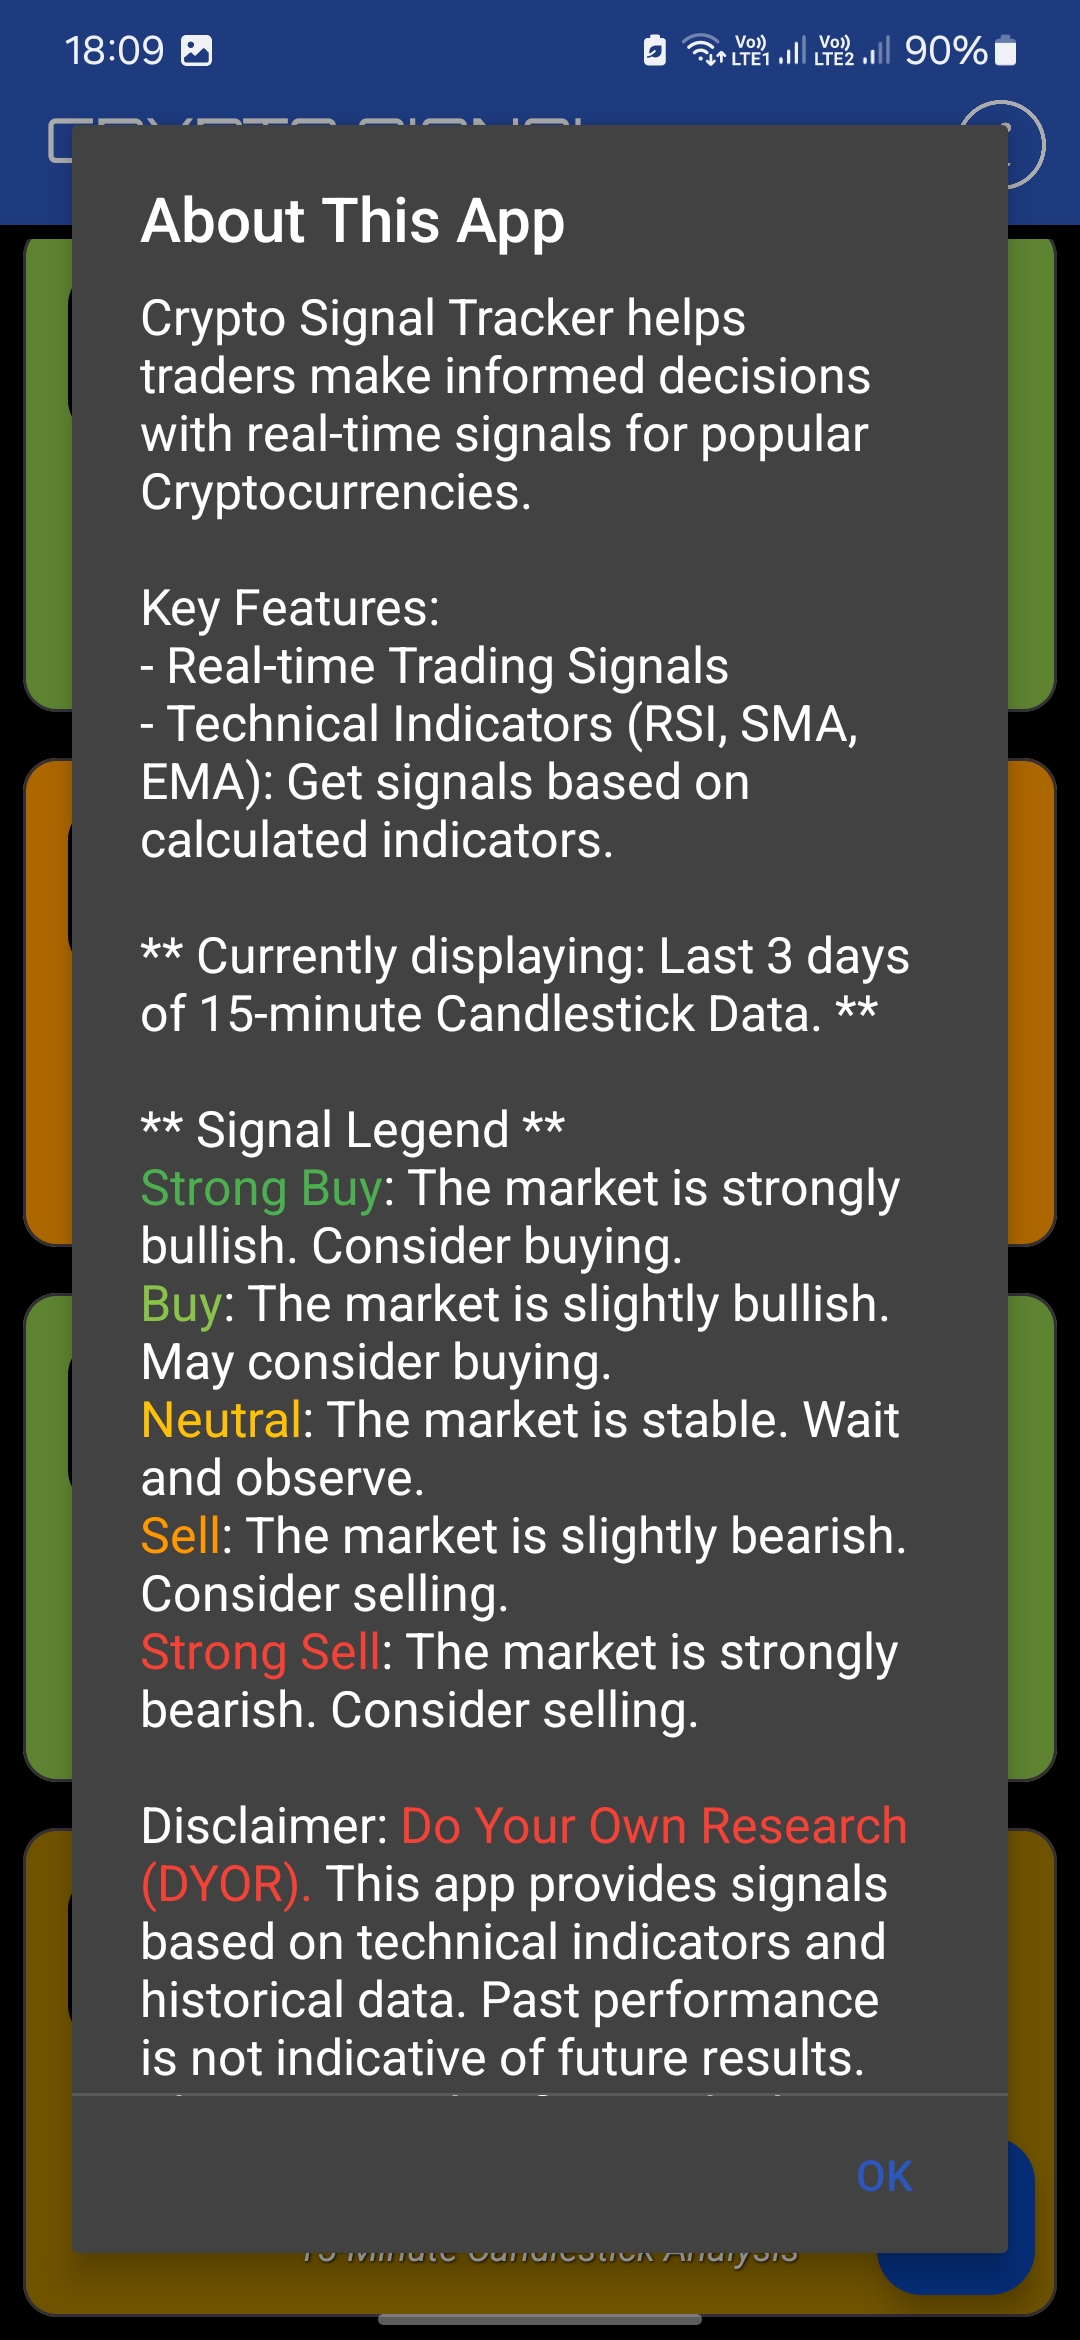 18:09
Vo)) LTE1
Vo)) LTE2
90%
CRYPTO SIGNAL
About This App
Crypto Signal Tracker helps
traders make informed decisions
with real-time signals for popular
Cryptocurrencies.
Key Features:
- Real-time Trading Signals
- Technical Indicators (RSI, SMA,
EMA): Get signals based on
calculated indicators.
** Currently displaying: Last 3 days
of 15-minute Candlestick Data. **
** Signal Legend **
Strong Buy: The market is strongly
bullish. Consider buying.
Buy: The market is slightly bullish.
May consider buying.
Neutral: The market is stable. Wait
and observe.
Sell: The market is slightly bearish.
Consider selling.
Strong Sell: The market is strongly
bearish. Consider selling.
Disclaimer: Do Your Own Research
(DYOR). This app provides signals
based on technical indicators and
historical data. Past performance
is not indicative of future results.
OK
15 Minute Candlestick Analysis